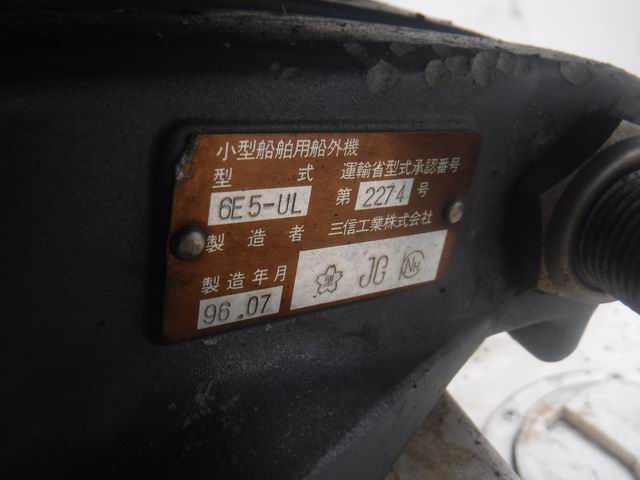 小型船舶用船外機
型式 6E5-UL
運輸省型式承認番号
第 2274 号
製造者 三信工業株式会社
製造年月
96.07
JG
NK